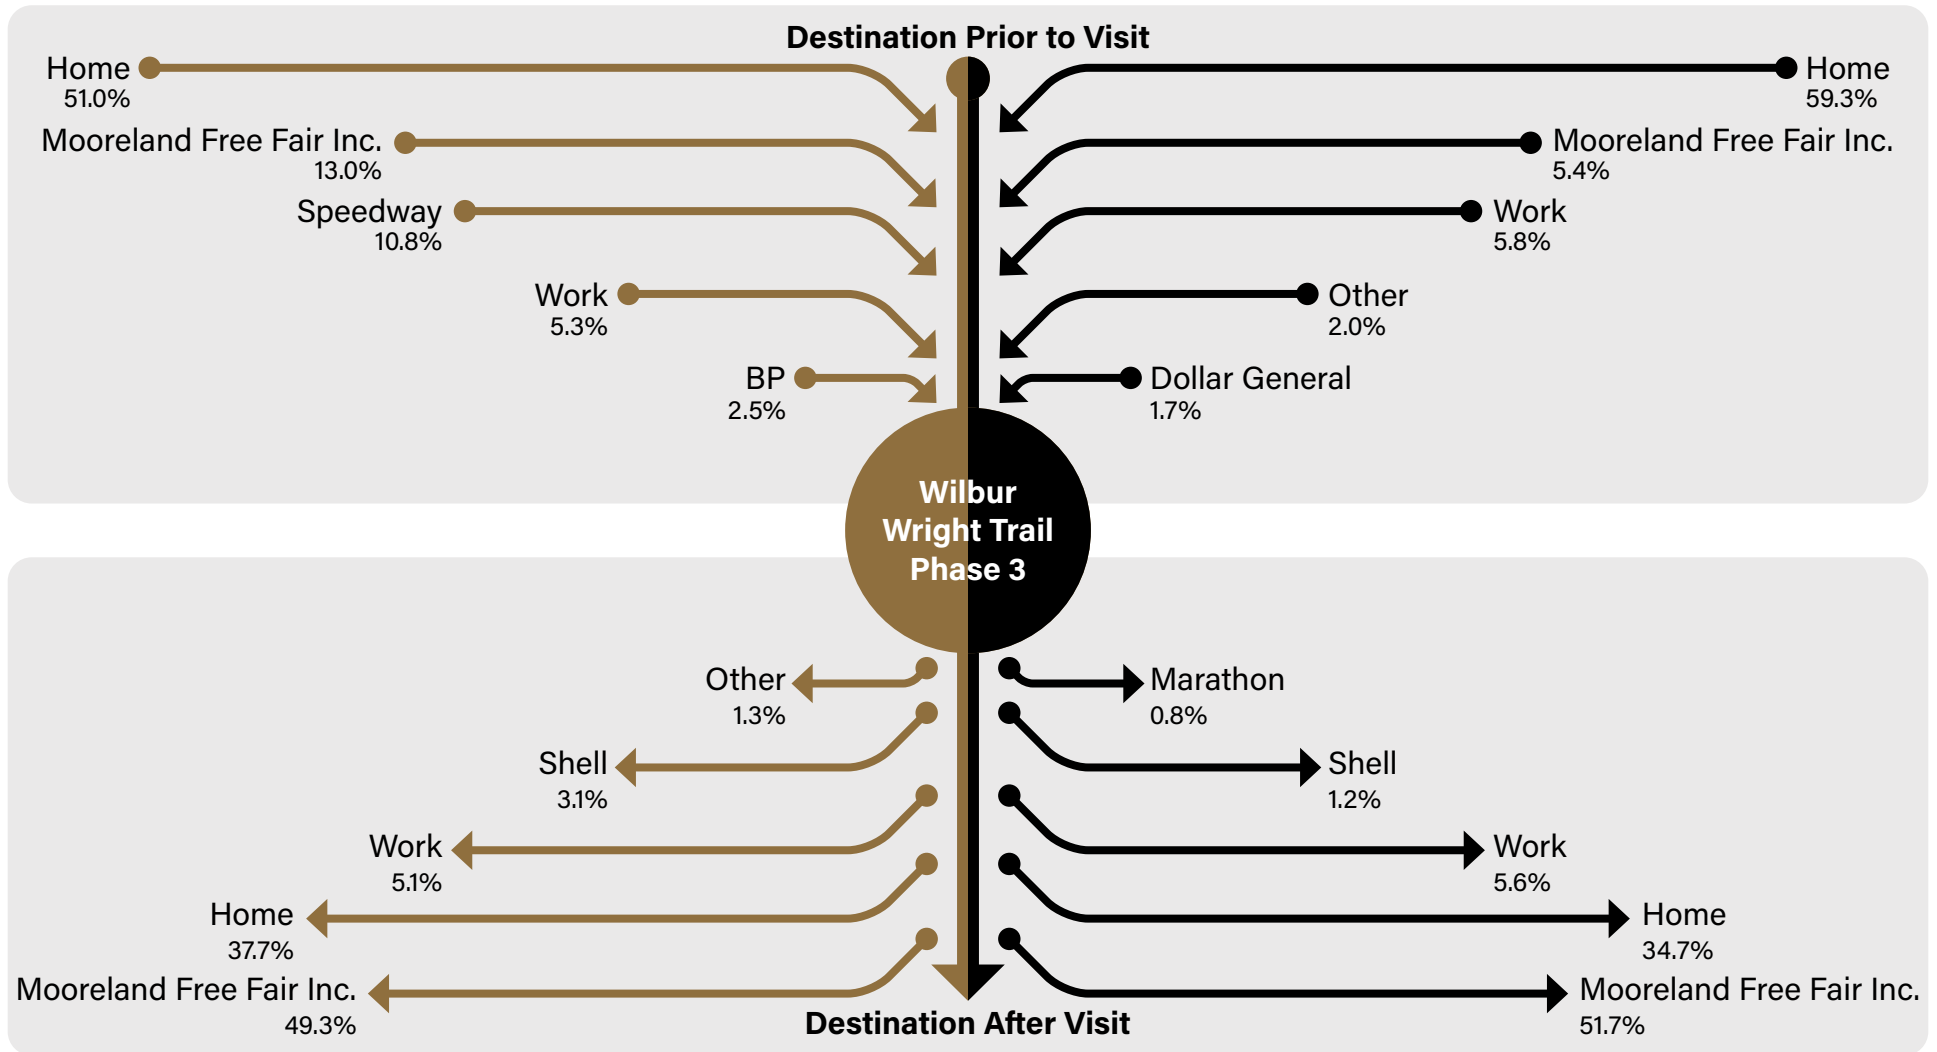 Destination Prior to Visit
Home
51.0%
Mooreland Free Fair Inc.
13.0%
Speedway
10.8%
Work
5.3%
BP
2.5%
Home
59.3%
Mooreland Free Fair Inc.
5.4%
Work
5.8%
Other
2.0%
Dollar General
1.7%
Wilbur
Wright Trail
Phase 3
Other
1.3%
Shell
3.1%
Work
5.1%
Home
37.7%
Mooreland Free Fair Inc.
49.3%
Marathon
0.8%
Shell
1.2%
Work
5.6%
Home
34.7%
Mooreland Free Fair Inc.
51.7%
Destination After Visit